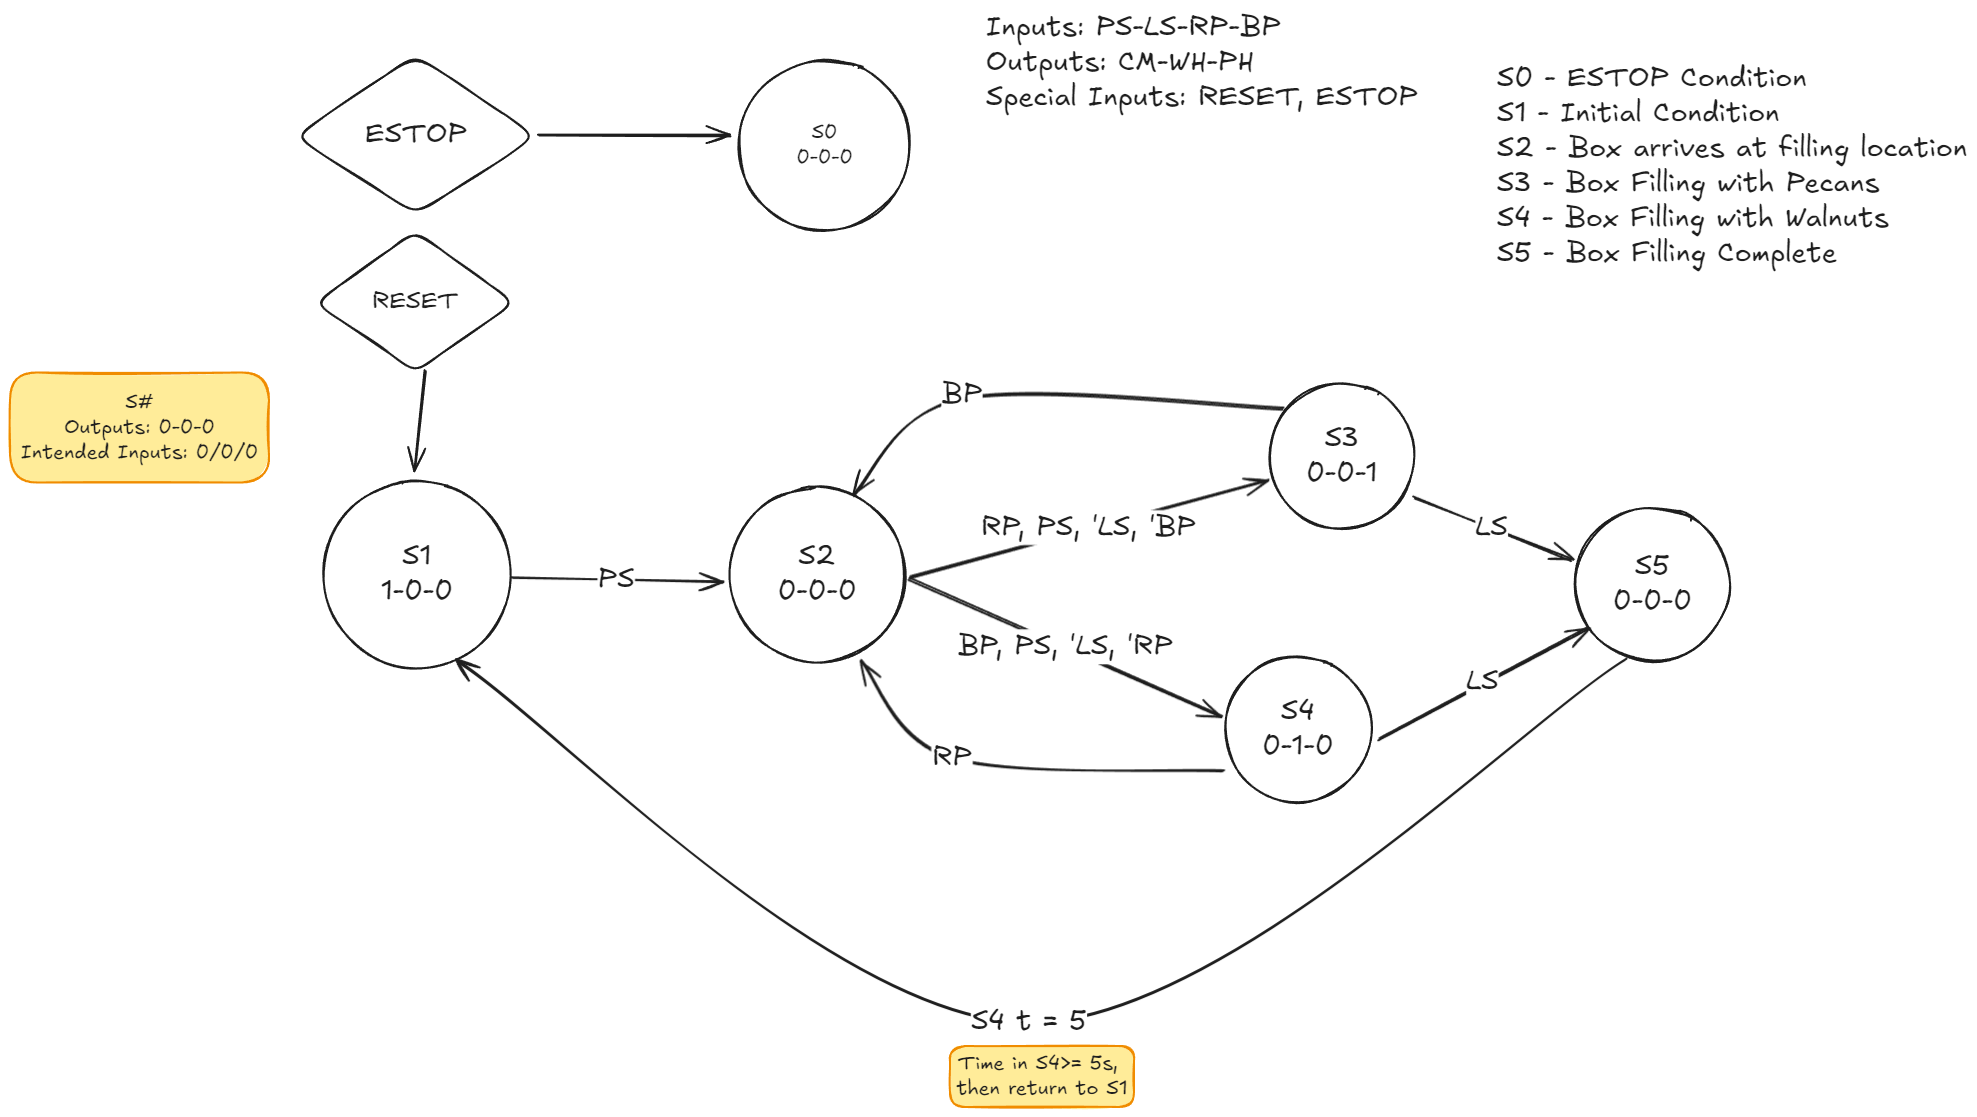 Inputs: PS-LS-RP-BP
Outputs: CM-WH-PH
Special Inputs: RESET, ESTOP
S0 - ESTOP Condition
S1 - Initial Condition
S2 - Box arrives at filling location
S3 - Box Filling with Pecans
S4 - Box Filling with Walnuts
S5 - Box Filling Complete
ESTOP
S0
0-0-0
RESET
S#
Outputs: 0-0-0
Intended Inputs: 0/0/0
BP
S3
0-0-1
RP, PS, 'LS, 'BP
LS
S1
1-0-0
PS
S2
0-0-0
S5
0-0-0
BP, PS, 'LS, 'RP
LS
S4
0-1-0
RP
S4 t = 5
Time in S4>= 5s,
then return to S1